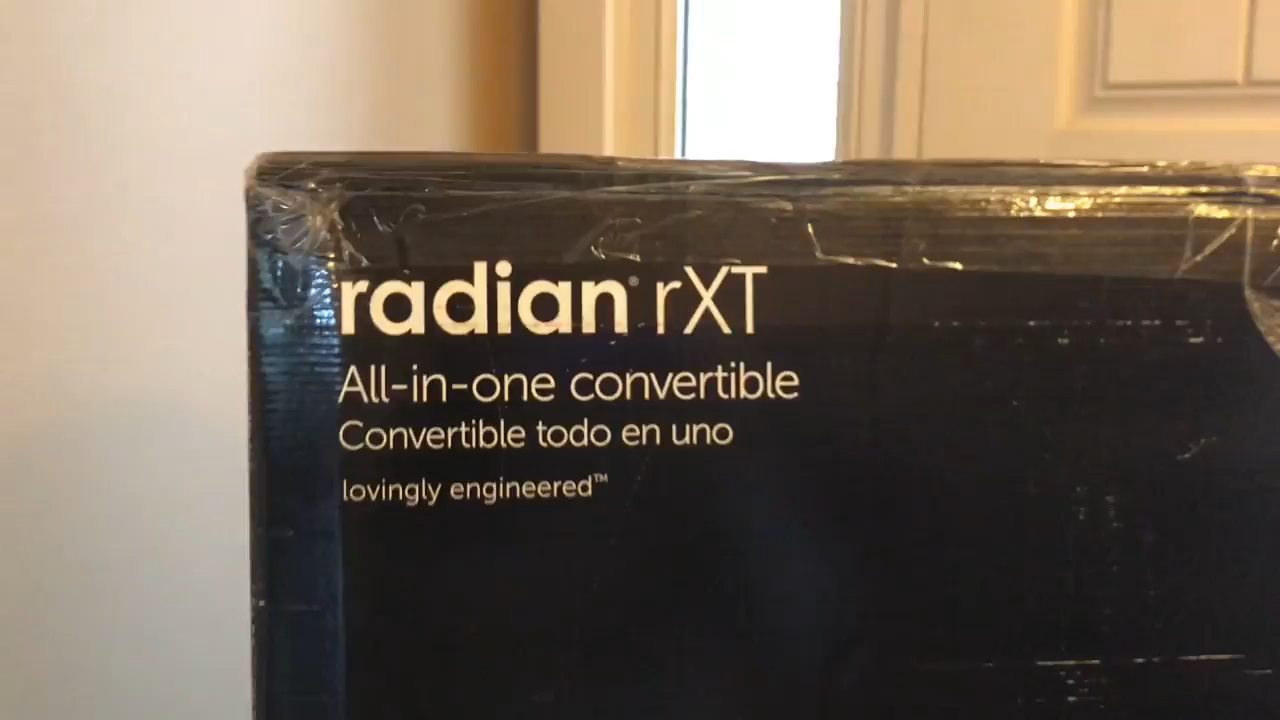 radian® rXT
All-in-one convertible
Convertible todo en uno
lovingly engineered™